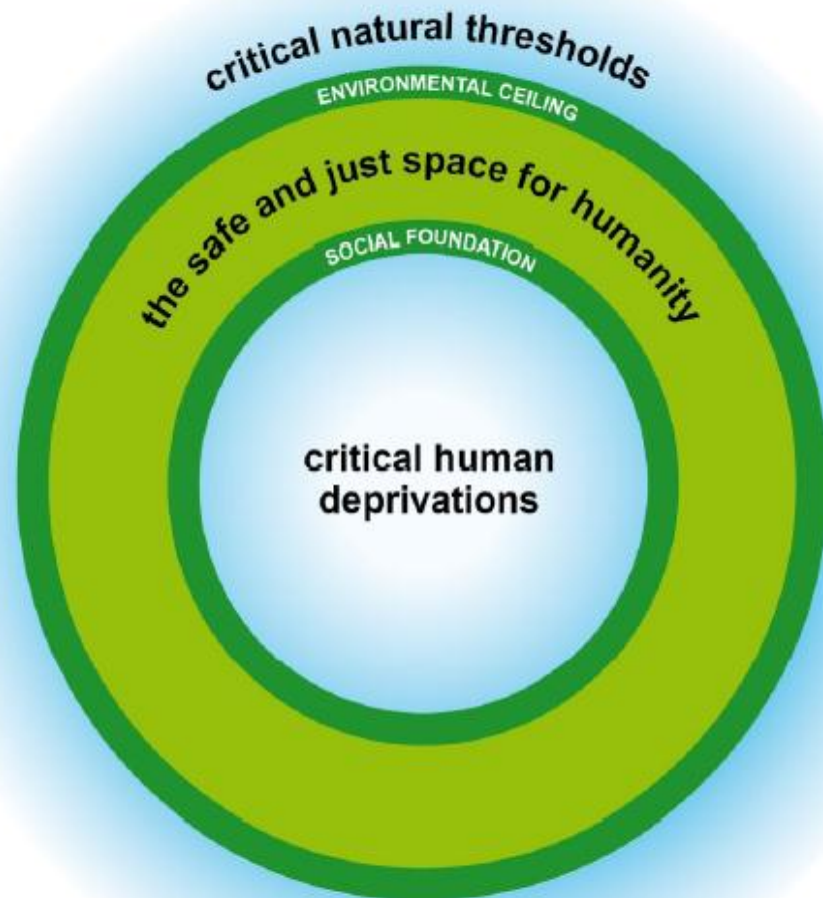 critical natural thresholds
ENVIRONMENTAL CEILING
the safe and just space for humanity
SOCIAL FOUNDATION
critical human
deprivations